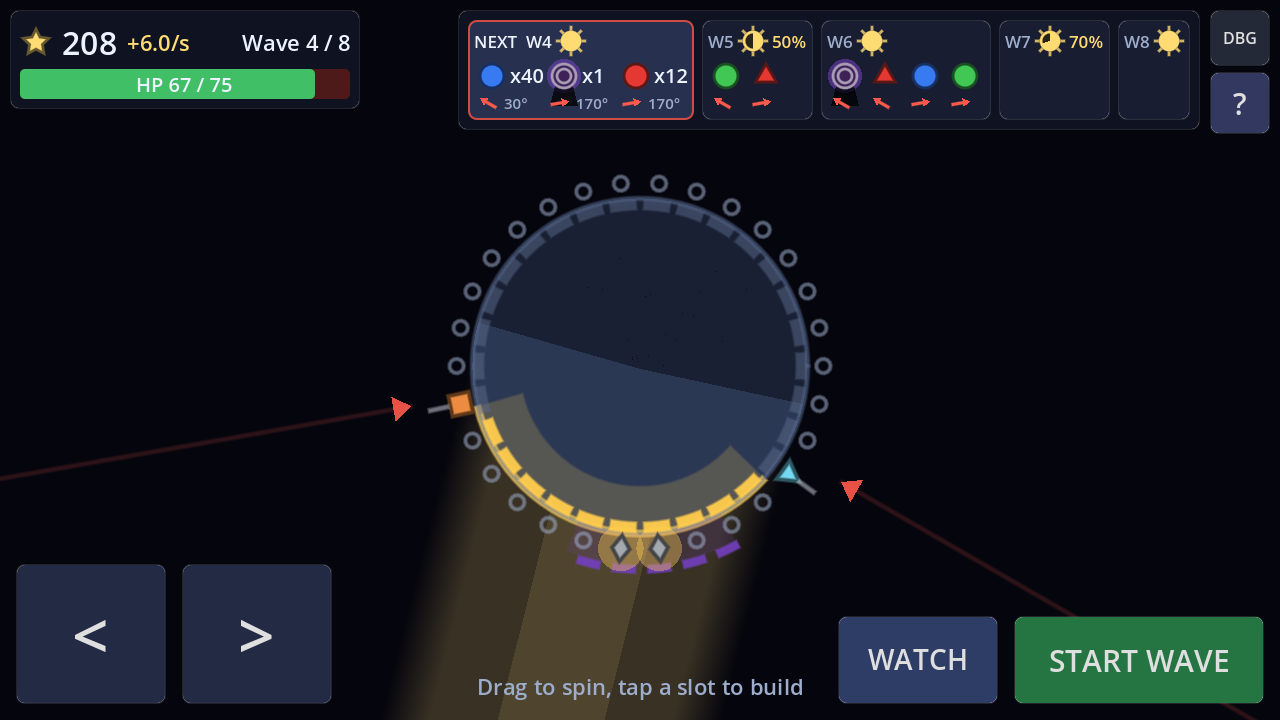 208 +6.0/s Wave 4 / 8
HP 67 / 75
NEXT W4
x40 x1 x12
30° 170° 170°
W5 50%
W6
W7 70%
W8
DBG
?
< >
WATCH
START WAVE
Drag to spin, tap a slot to build